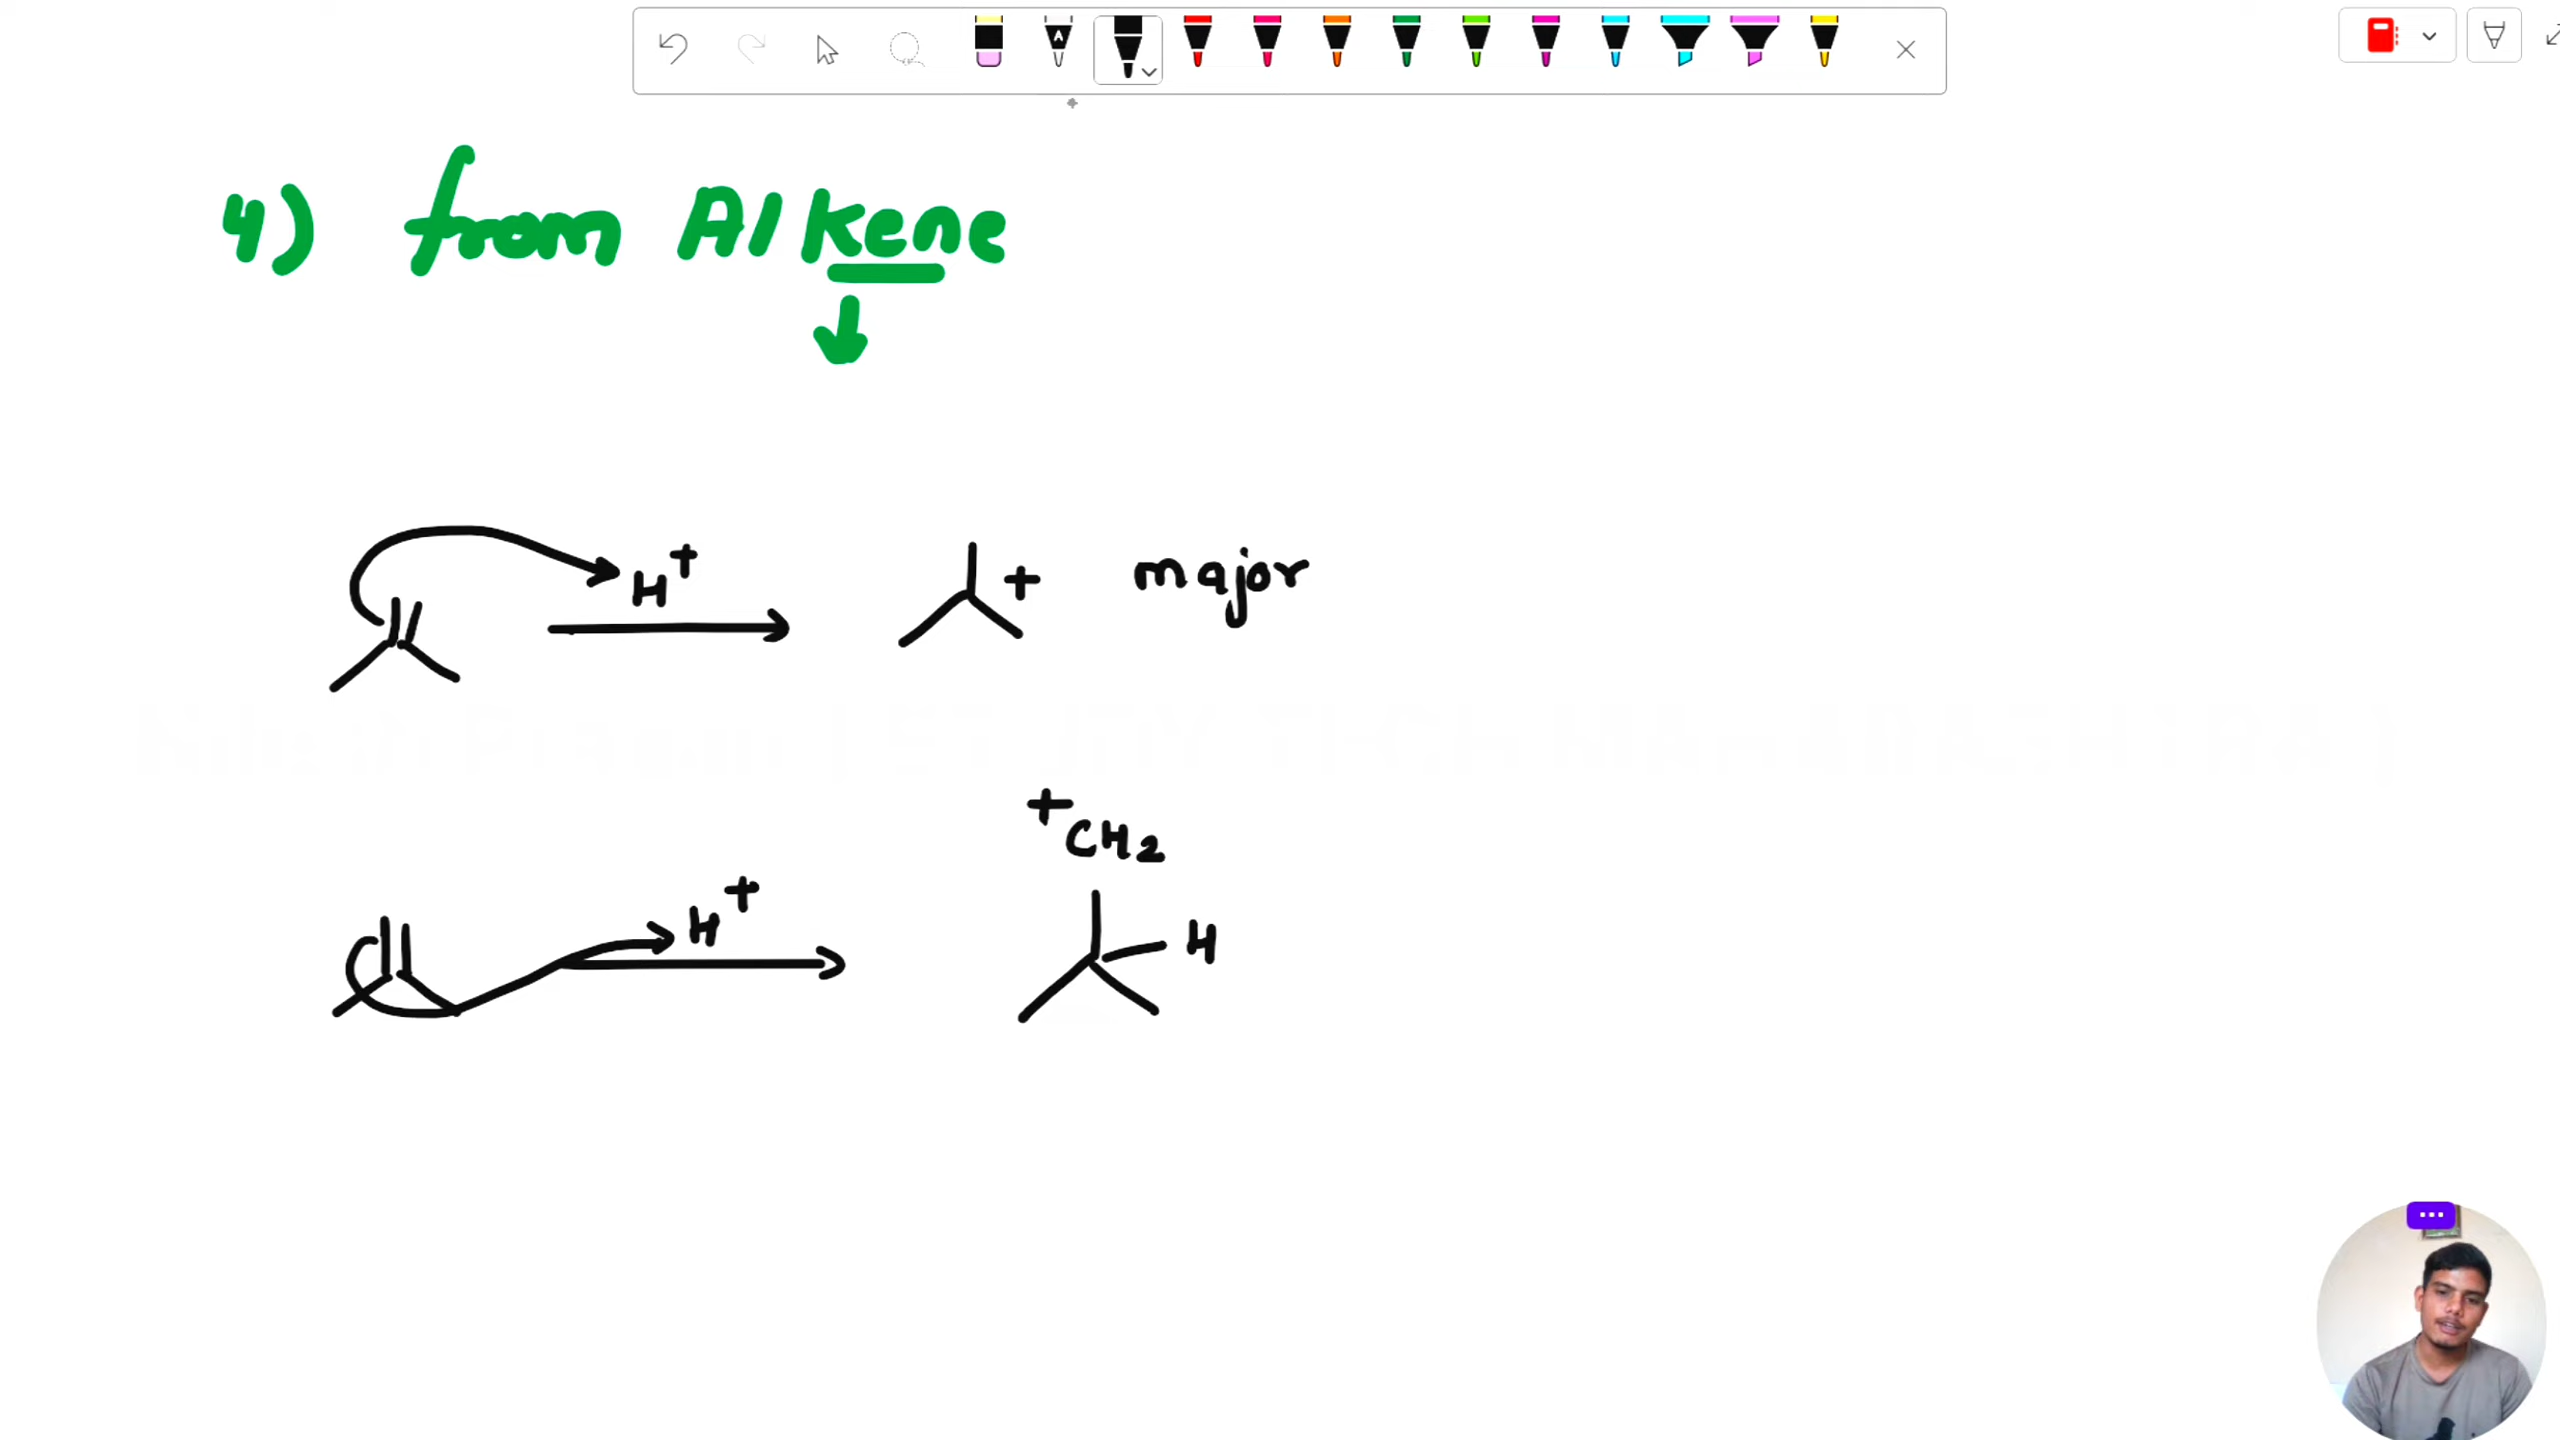 4) from Alkene
H+
+ major
+CH2
H+
H